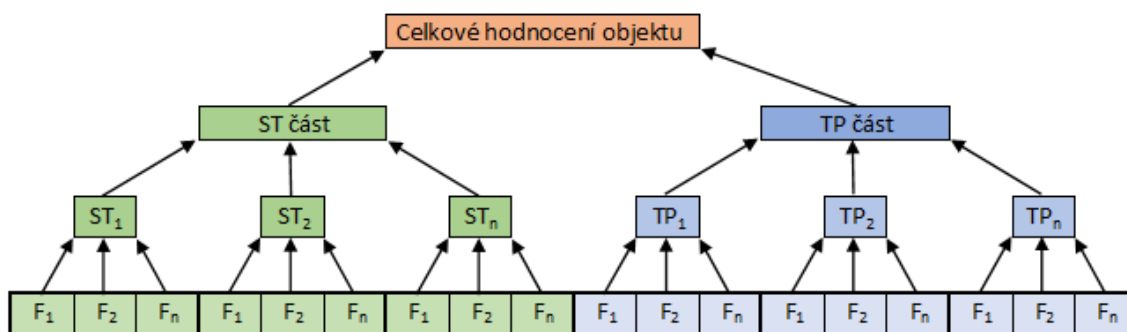 Celkové hodnocení objektu
ST část TP část
ST₁ ST₂ STₙ TP₁ TP₂ TPₙ
F₁ F₂ Fₙ F₁ F₂ Fₙ F₁ F₂ Fₙ F₁ F₂ Fₙ F₁ F₂ Fₙ F₁ F₂ Fₙ